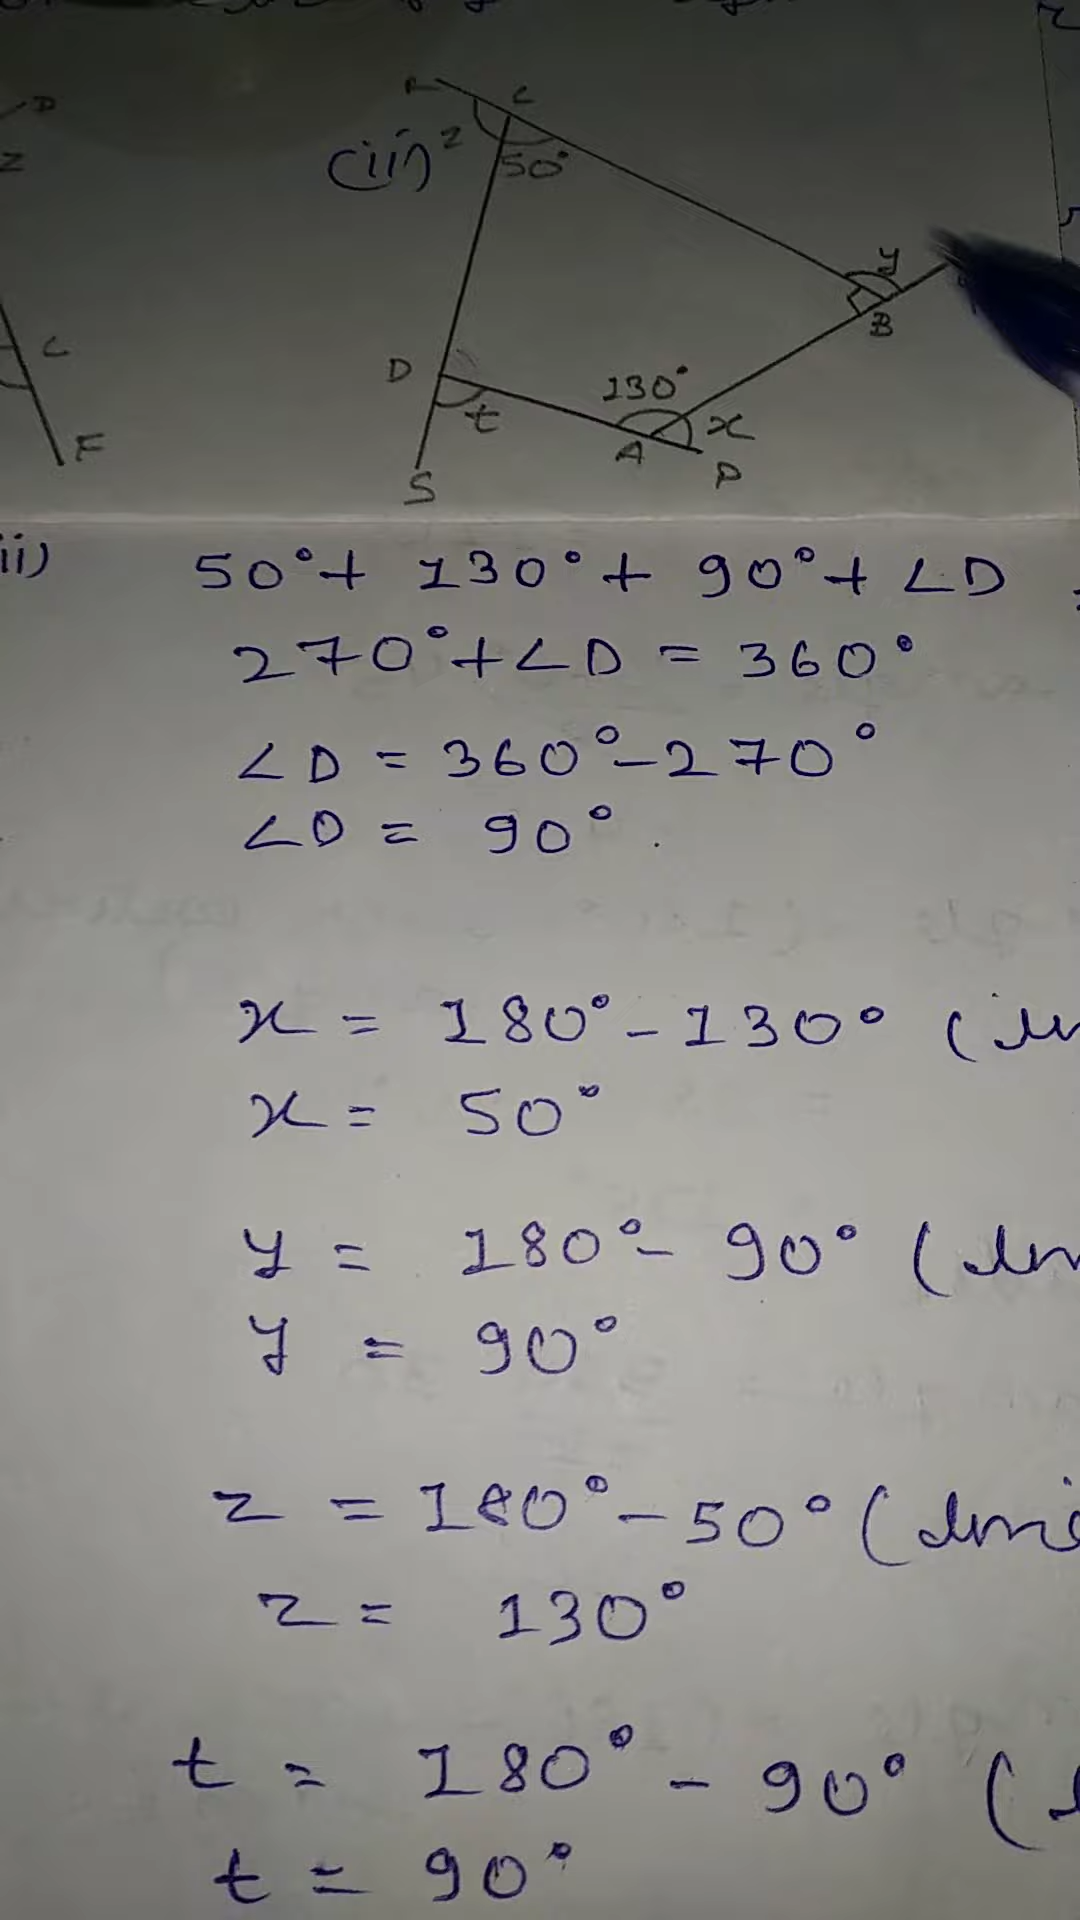 D
z
C
F
C
(ii) z
50°
y
B
D
130°
t
x
A
P
S
ii) 50° + 130° + 90° + ∠D
270° + ∠D = 360°
∠D = 360° - 270°
∠D = 90°.
x = 180° - 130° (
x = 50°
y = 180° - 90° (
y = 90°
z = 180° - 50° (
z = 130°
t = 180° - 90° (
t = 90°